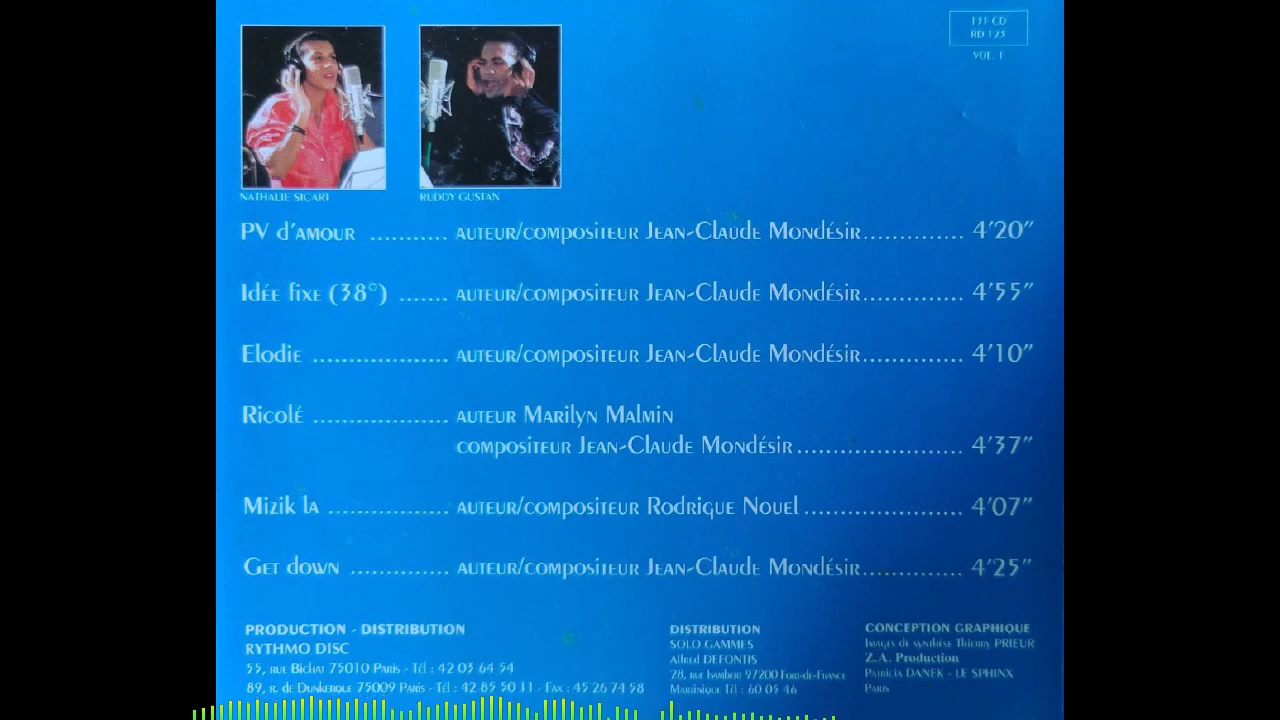 131 CD
RD 123
VOL. 1
NATHALIE SICART
RUDDY GUSTAN
PV d'amour ........... auteur/compositeur Jean-Claude Mondésir.............. 4'20"
Idée fixe (38°) ....... auteur/compositeur Jean-Claude Mondésir.............. 4'55"
Elodie ................... auteur/compositeur Jean-Claude Mondésir.............. 4'10"
Ricolé ................... auteur Marilyn Malmin
compositeur Jean-Claude Mondésir....................... 4'37"
Mizik la ................. auteur/compositeur Rodrique Nouel...................... 4'07"
Get down .............. auteur/compositeur Jean-Claude Mondésir.............. 4'25"
PRODUCTION - DISTRIBUTION
RYTHMO DISC
55, rue Bichat 75010 Paris - Tél : 42 03 64 54
89, r. de Dunkerque 75009 Paris - Tél : 42 85 50 11 - Fax : 45 26 74 58
DISTRIBUTION
SOLO GAMMES
Alfred DEFONTIS
28, rue Isambert 97200 Fort-de-France
Martinique Tél : 60 05 46
CONCEPTION GRAPHIQUE
Images de synthèse Thierry PRIEUR
Z.A. Production
Patricia DANEK - LE SPHINX
Paris